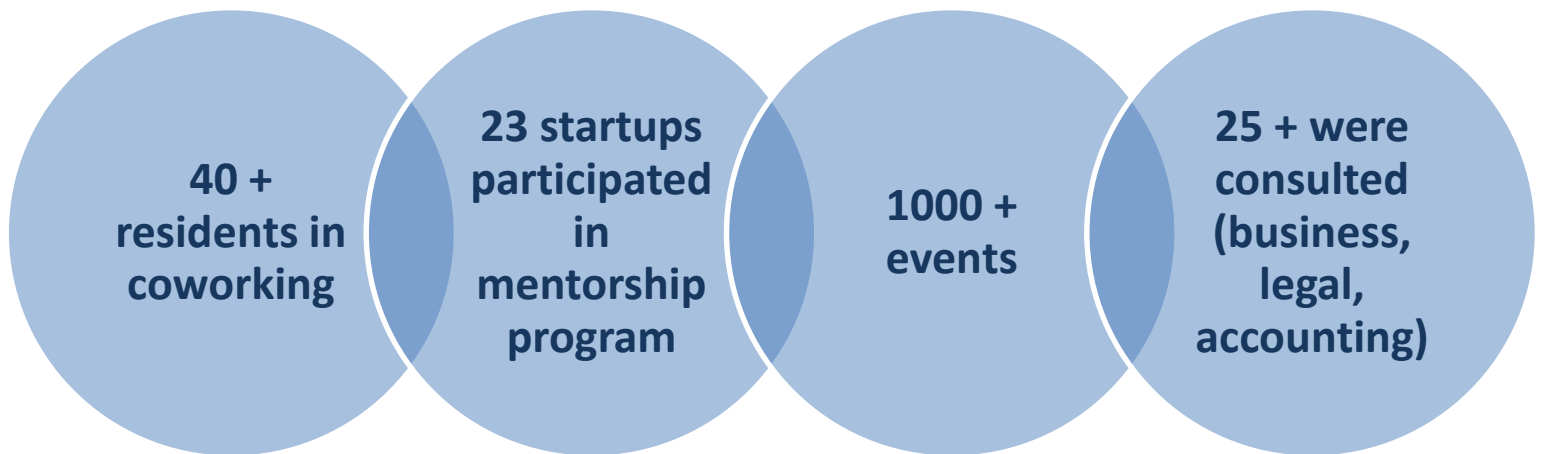 40 +
residents in
coworking
23 startups
participated
in
mentorship
program
1000 +
events
25 + were
consulted
(business,
legal,
accounting)